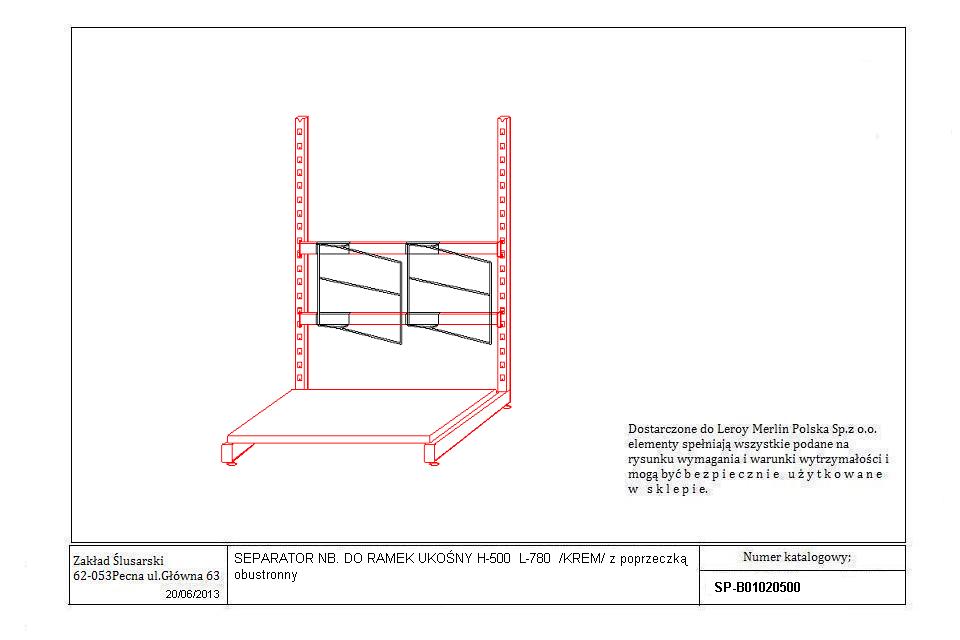 Dostarczone do Leroy Merlin Polska Sp.z o.o.
elementy spełniają wszystkie podane na
rysunku wymagania i warunki wytrzymałości i
mogą być b e z p i e c z n i e u ż y t k o w a n e
w s k l e p i e.
Zakład Ślusarski
62-053Pecna ul.Główna 63
20/06/2013
SEPARATOR NB. DO RAMEK UKOŚNY H-500 L-780 /KREM/ z poprzeczką
obustronny
Numer katalogowy;
SP-B01020500